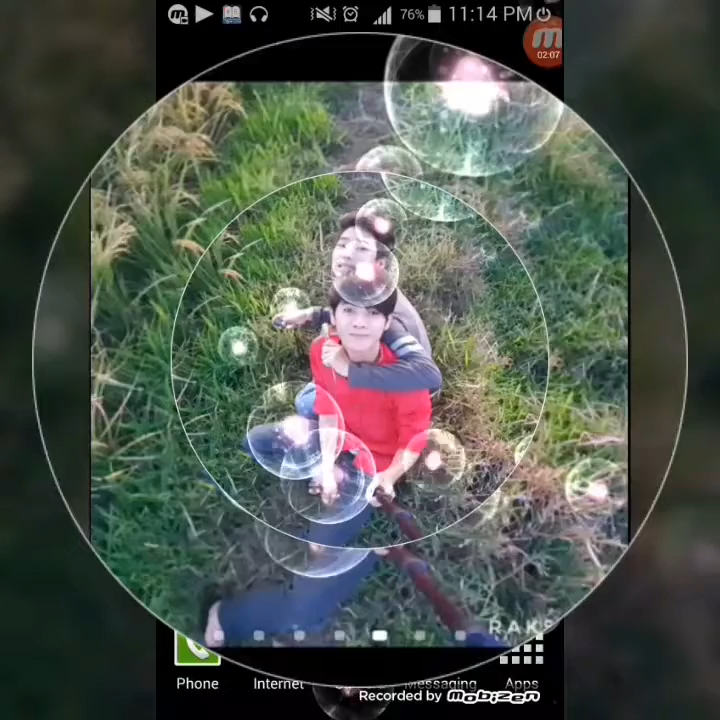 76% 11:14 PM
02:07
RAKS
Phone Internet Messaging Apps
Recorded by mobizen